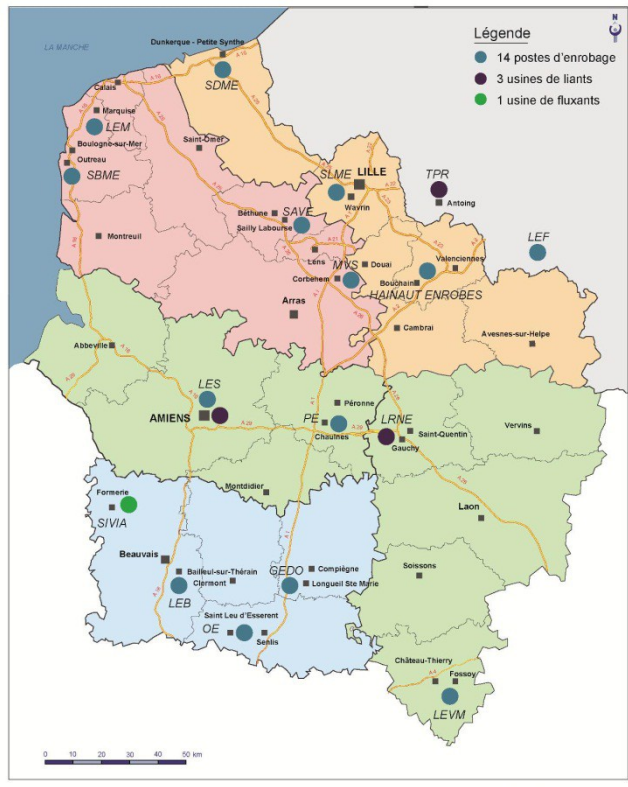 N
Légende
14 postes d'enrobage
3 usines de liants
1 usine de fluxants
LA MANCHE
Dunkerque - Petite Synthe
SDME
Calais
Marquise
LEM
Boulogne-sur-Mer
Outreau
SBME
Saint-Omer
SLME
LILLE
Wavrin
TPR
Antoing
Béthune
SAVE
Sailly Labourse
Montreuil
Lens
LEF
MVS
Douai
Corbehem
Valenciennes
Bouchain
HAINAUT ENROBES
Arras
Cambrai
Avesnes-sur-Helpe
Abbeville
LES
AMIENS
Péronne
PE
Chaulnes
LRNE
Saint-Quentin
Gauchy
Vervins
Montdidier
Formerie
SIVIA
Laon
Beauvais
Bailleul-sur-Thérain
Clermont
LEB
GEDO
Compiègne
Longueil Ste Marie
Soissons
Saint Leu d'Esserent
OE
Senlis
Château-Thierry
Fossoy
LEVM
0 10 20 30 40 50 km